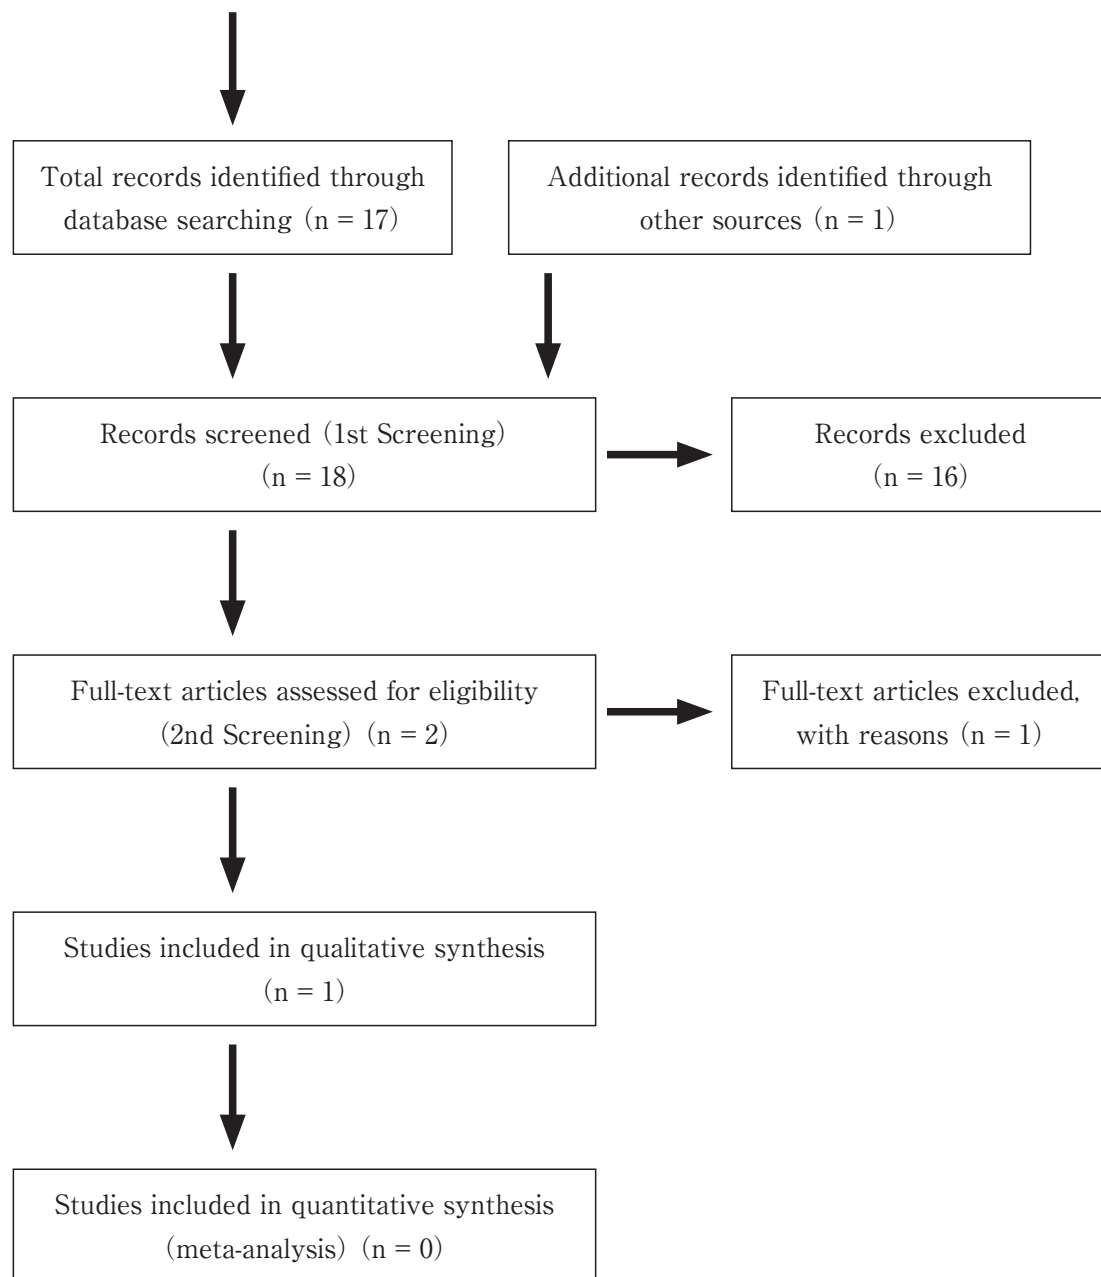 Total records identified through
database searching (n = 17)
Additional records identified through
other sources (n = 1)
Records screened (1st Screening)
(n = 18)
Records excluded
(n = 16)
Full-text articles assessed for eligibility
(2nd Screening) (n = 2)
Full-text articles excluded,
with reasons (n = 1)
Studies included in qualitative synthesis
(n = 1)
Studies included in quantitative synthesis
(meta-analysis) (n = 0)